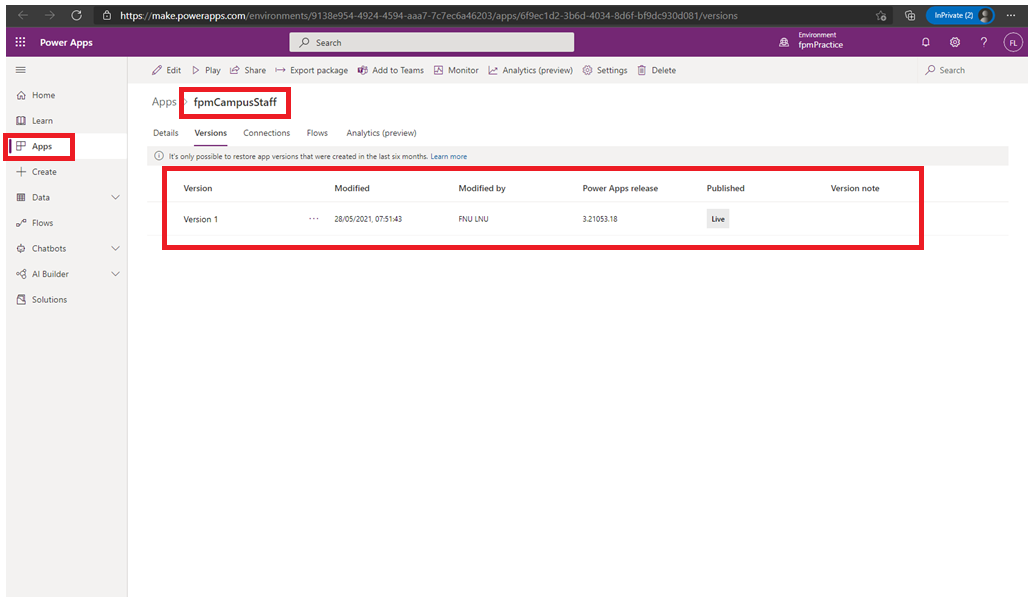 https://make.powerapps.com/environments/9138e954-4924-4594-aaa7-7c7ec6a46203/apps/6f9ec1d2-3b6d-4034-8d6f-bf9dc930d081/versions
InPrivate (2)
Power Apps
Search
Environment
fpmPractice
FL
Edit Play Share Export package Add to Teams Monitor Analytics (preview) Settings Delete Search
Home
Learn
Apps
Create
Data
Flows
Chatbots
AI Builder
Solutions
Apps > fpmCampusStaff
Details Versions Connections Flows Analytics (preview)
It's only possible to restore app versions that were created in the last six months. Learn more
Version Modified Modified by Power Apps release Published Version note
Version 1 ... 28/05/2021, 07:51:43 FNU LNU 3.21053.18 Live